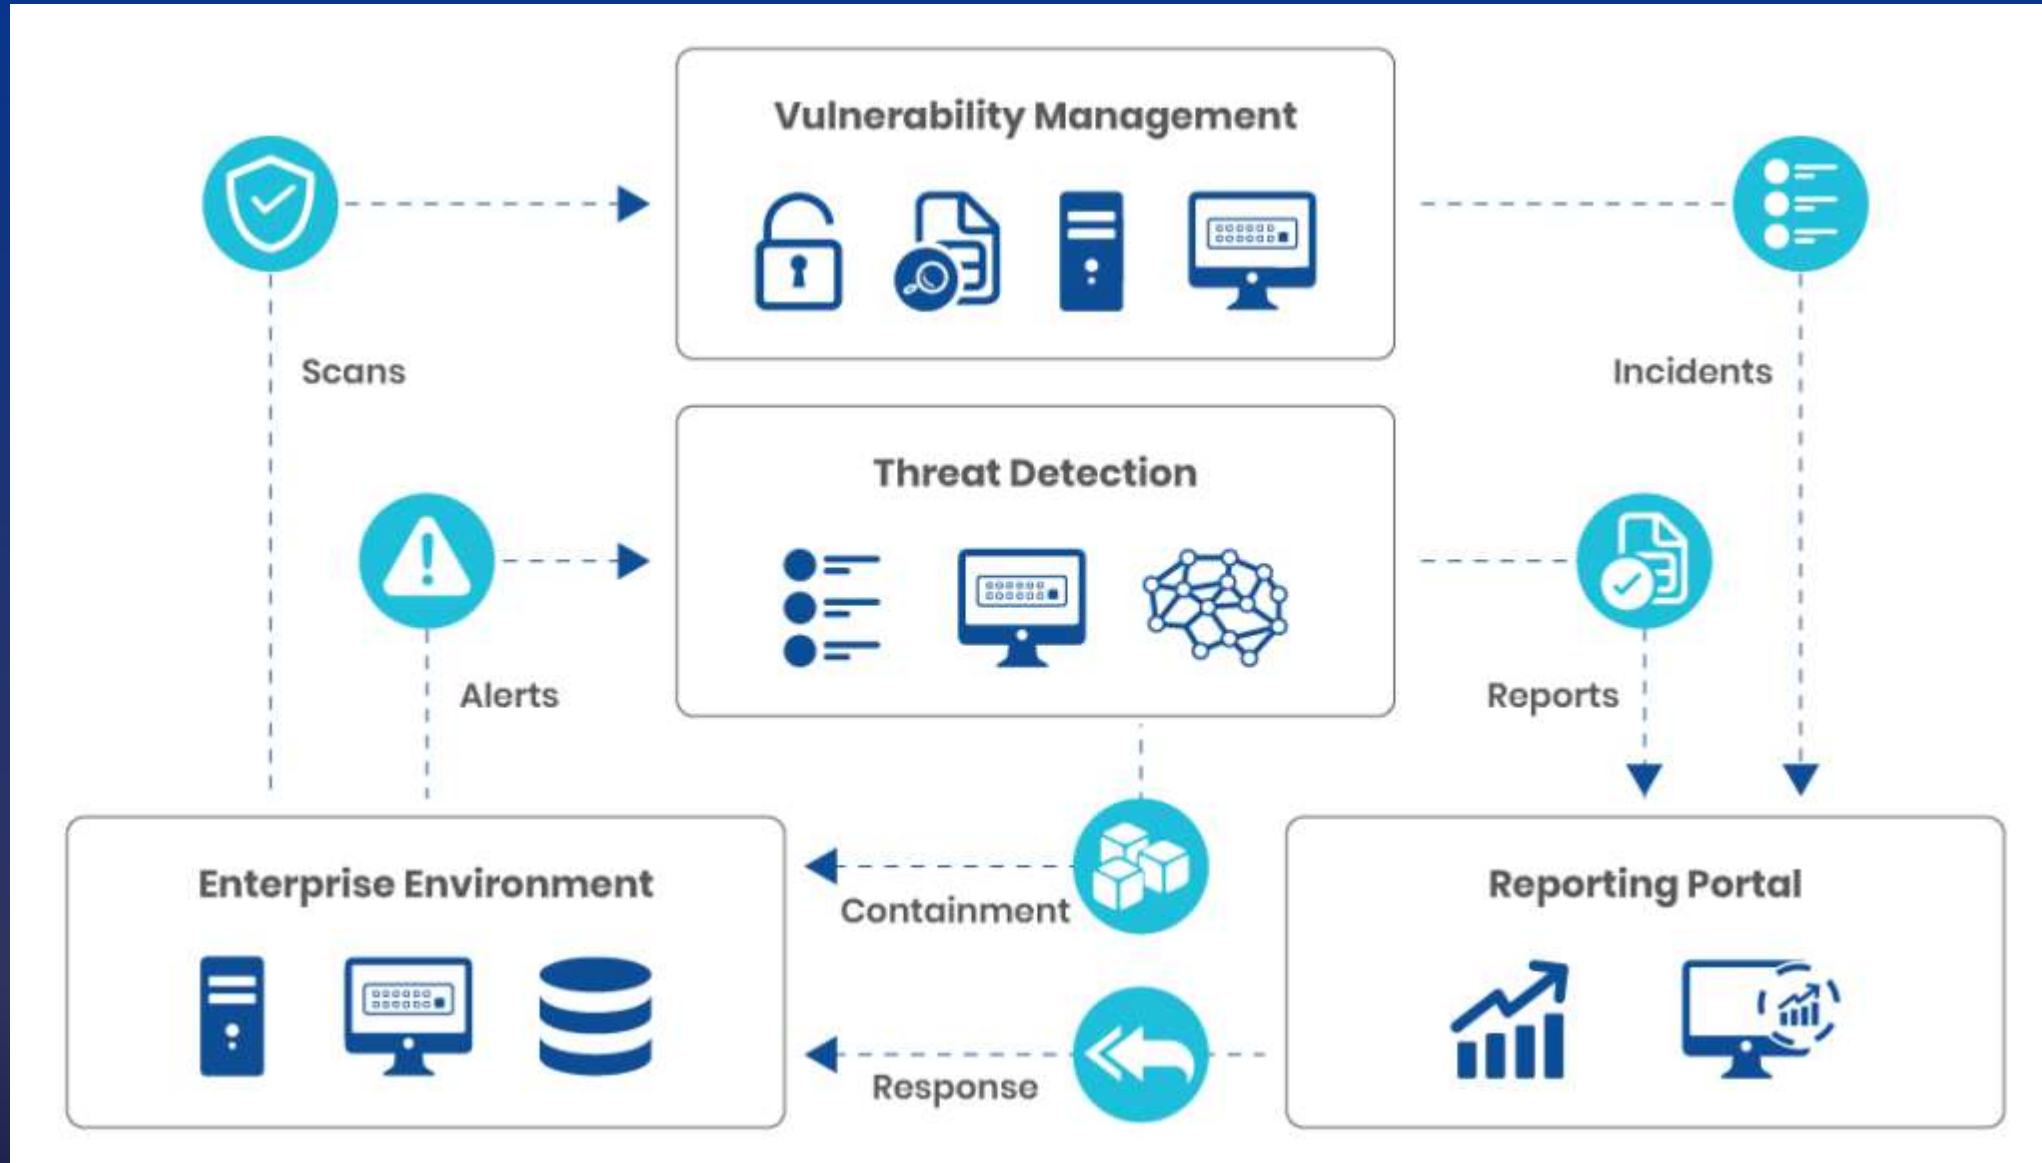 Vulnerability Management
Scans
Incidents
Threat Detection
Alerts
Reports
Enterprise Environment
Containment
Response
Reporting Portal